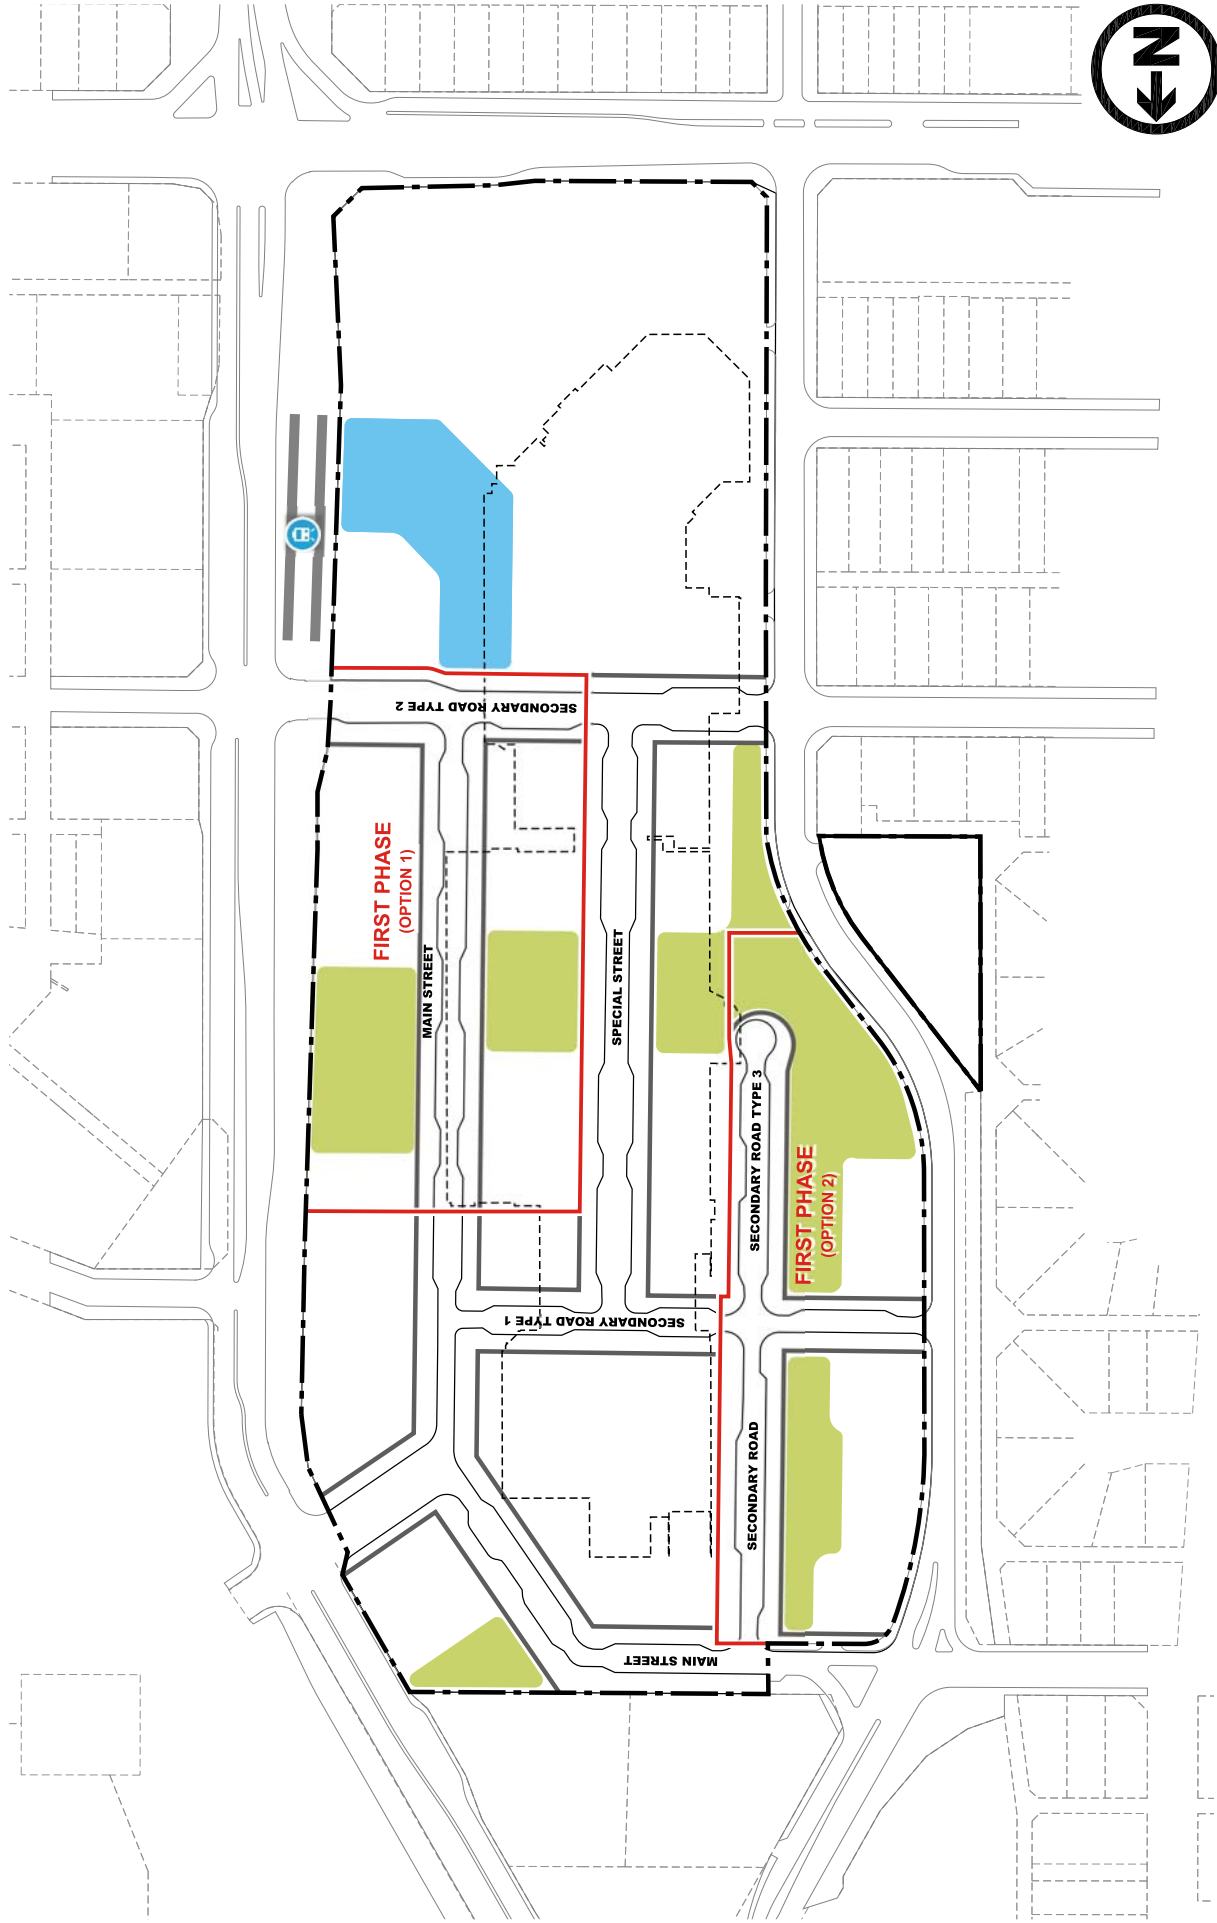 N
SECONDARY ROAD TYPE 2
FIRST PHASE
(OPTION 1)
MAIN STREET
SPECIAL STREET
SECONDARY ROAD TYPE 3
FIRST PHASE
(OPTION 2)
SECONDARY ROAD TYPE 1
SECONDARY ROAD
MAIN STREET